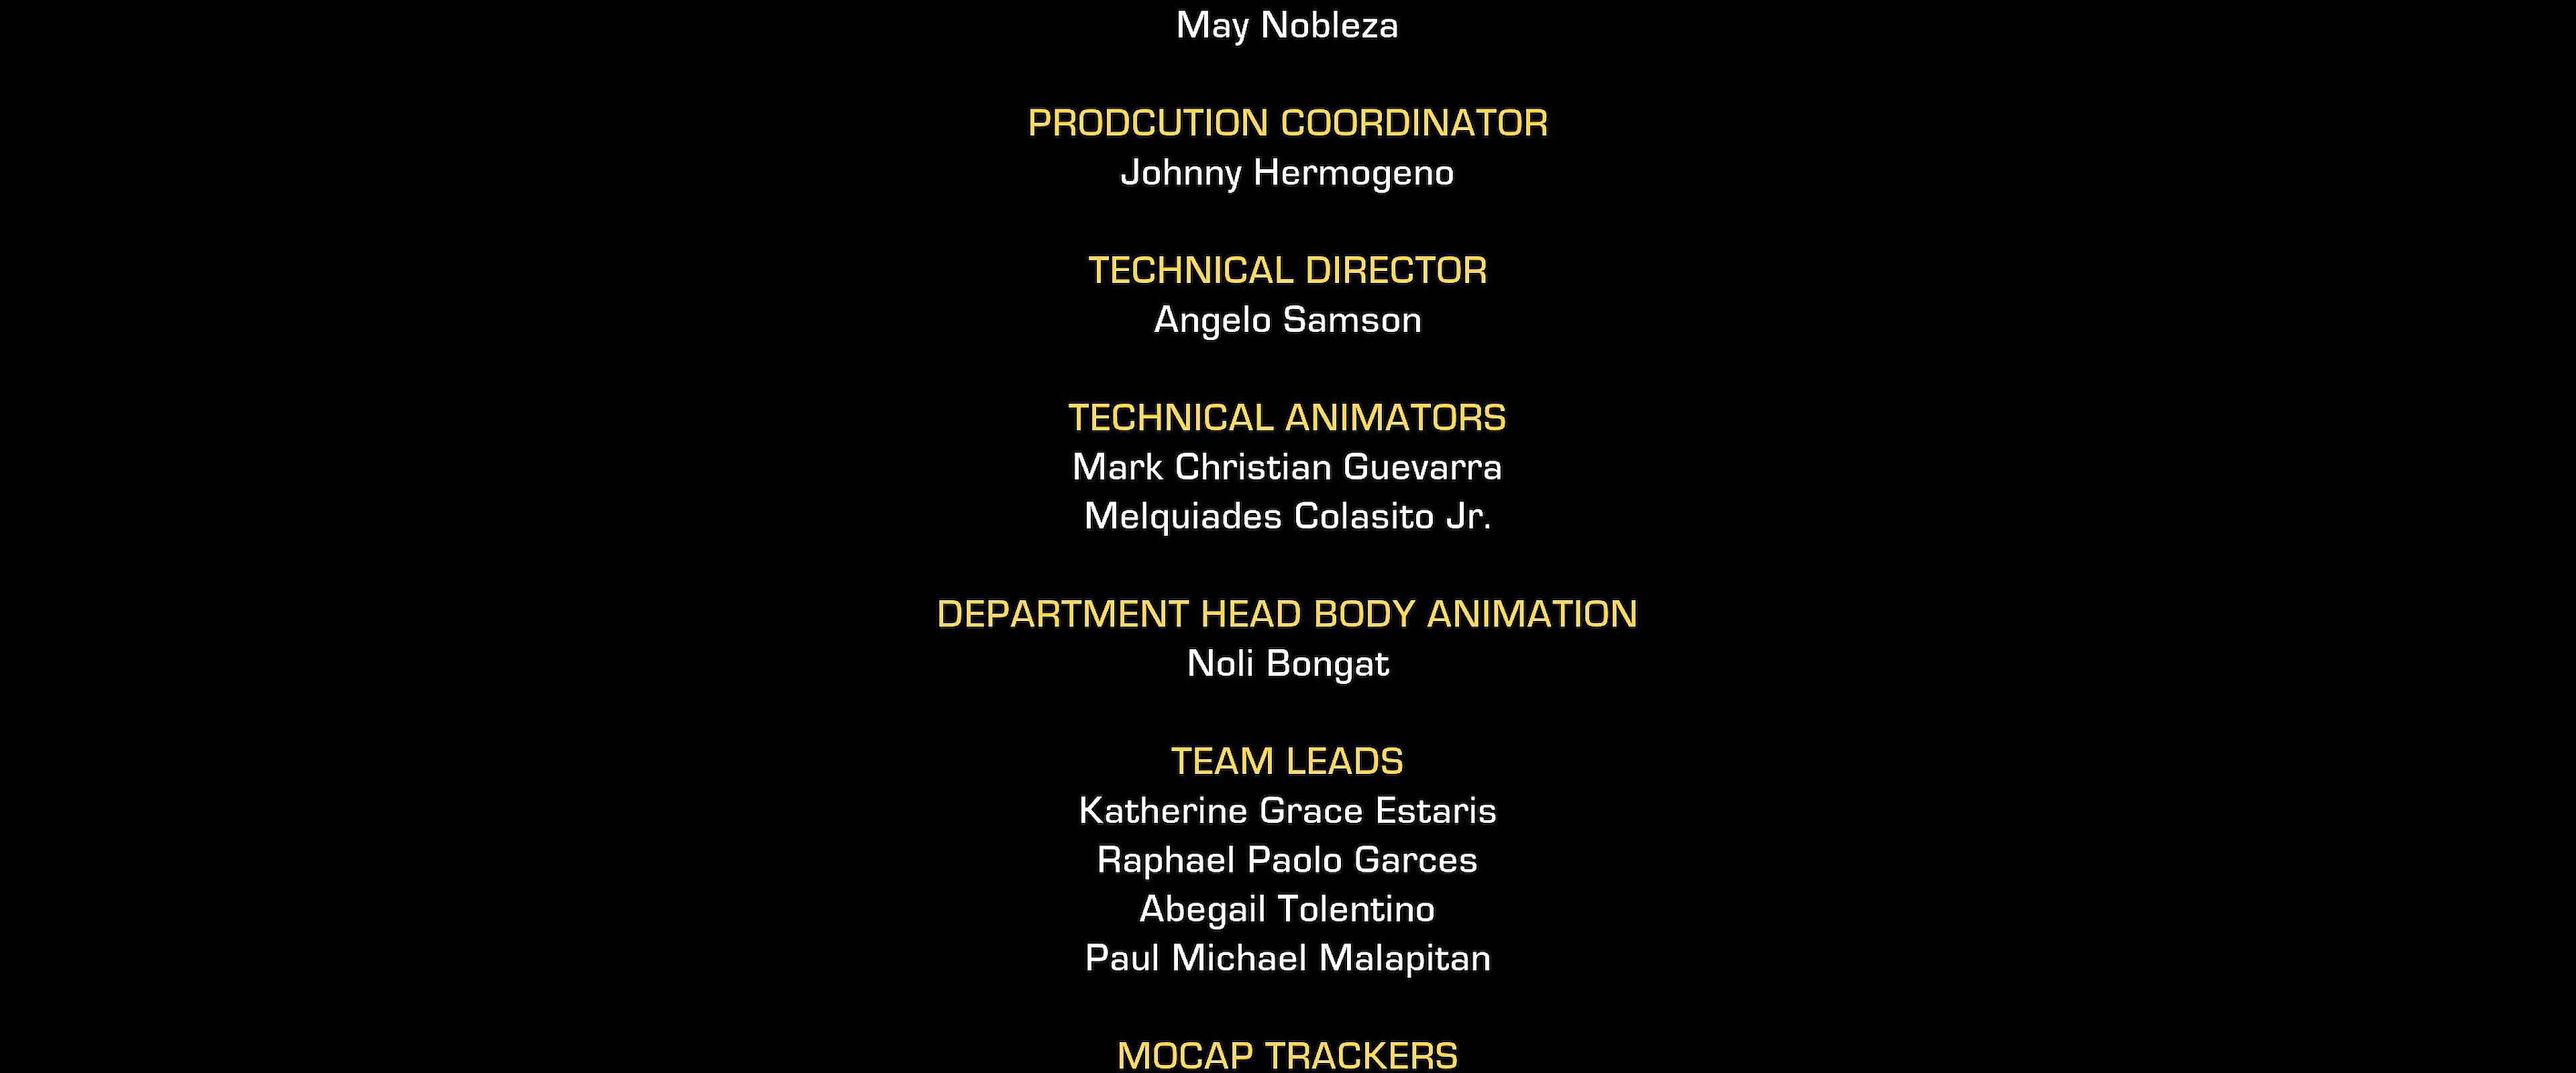 May Nobleza
PRODCUTION COORDINATOR
Johnny Hermogeno
TECHNICAL DIRECTOR
Angelo Samson
TECHNICAL ANIMATORS
Mark Christian Guevarra
Melquiades Colasito Jr.
DEPARTMENT HEAD BODY ANIMATION
Noli Bongat
TEAM LEADS
Katherine Grace Estaris
Raphael Paolo Garces
Abegail Tolentino
Paul Michael Malapitan
MOCAP TRACKERS